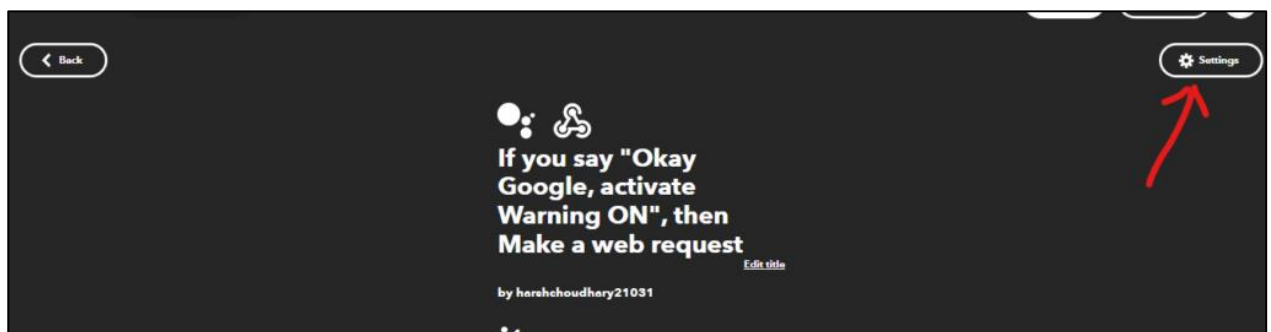 Back
Settings
If you say "Okay
Google, activate
Warning ON", then
Make a web request
Edit title
by harshchoudhary21031